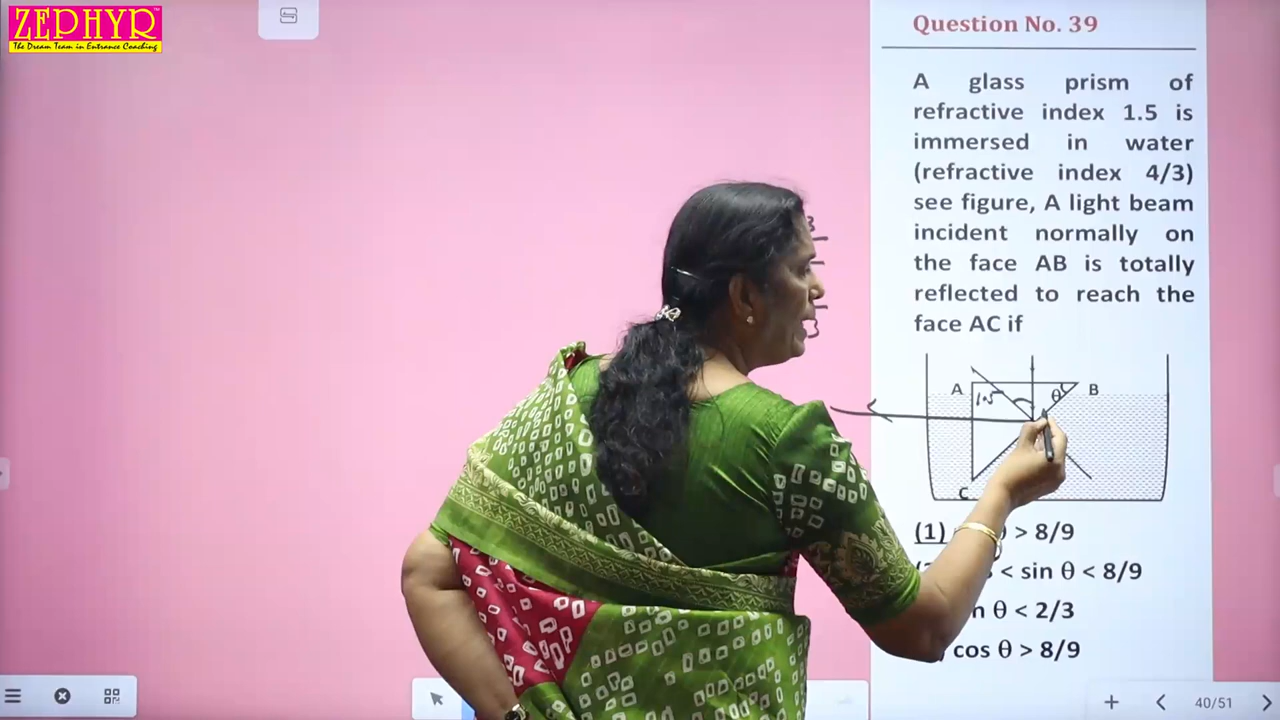 ZEPHYR
The Dream Team in Entrance Coaching
Question No. 39
A glass prism of
refractive index 1.5 is
immersed in water
(refractive index 4/3)
see figure, A light beam
incident normally on
the face AB is totally
reflected to reach the
face AC if
A B
1.5 θ
C
(1) θ > 8/9
< sin θ < 8/9
θ < 2/3
cos θ > 8/9
40/51